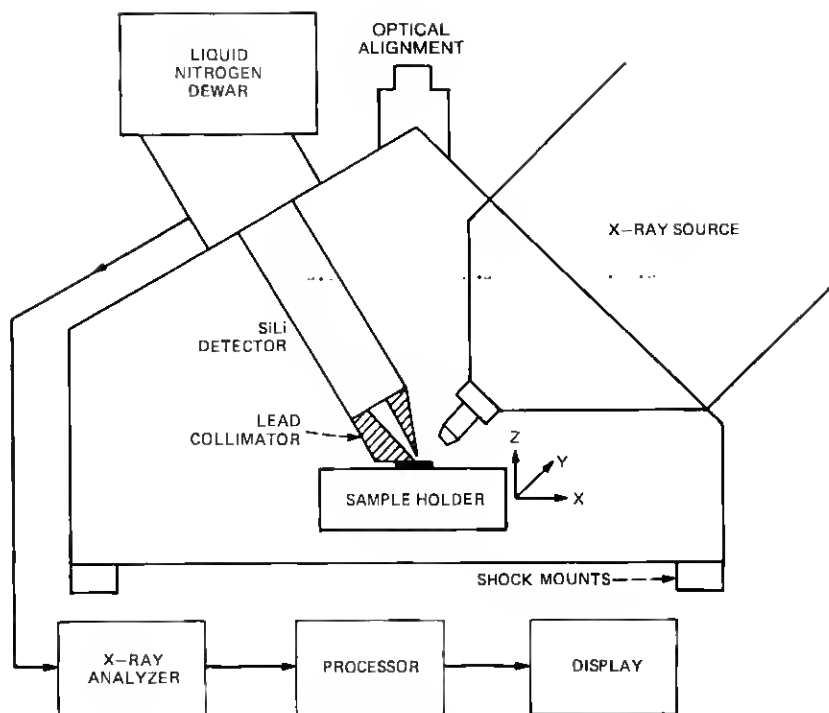 LIQUID
NITROGEN
DEWAR
OPTICAL
ALIGNMENT
X-RAY SOURCE
SiLi
DETECTOR
LEAD
COLLIMATOR
Z
Y
X
SAMPLE HOLDER
SHOCK MOUNTS
X-RAY
ANALYZER
PROCESSOR
DISPLAY